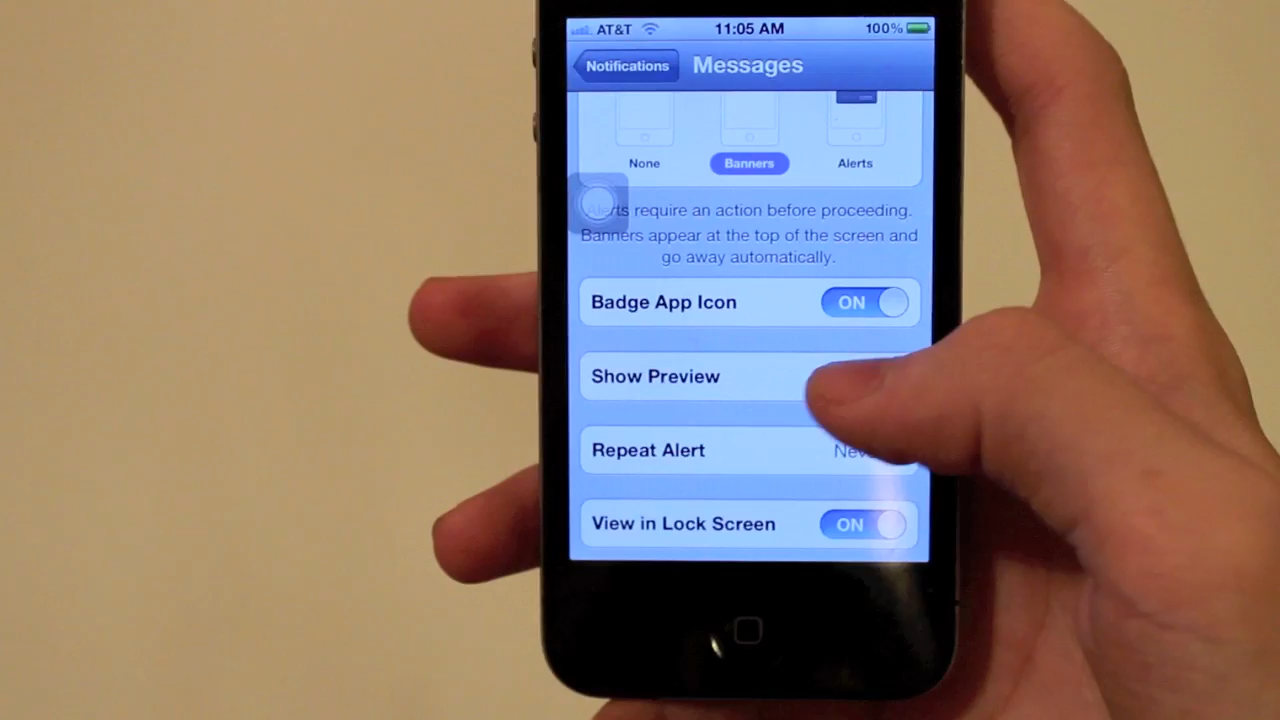 AT&T 11:05 AM 100%
Notifications Messages
None Banners Alerts
Alerts require an action before proceeding.
Banners appear at the top of the screen and
go away automatically.
Badge App Icon ON
Show Preview
Repeat Alert
View in Lock Screen ON